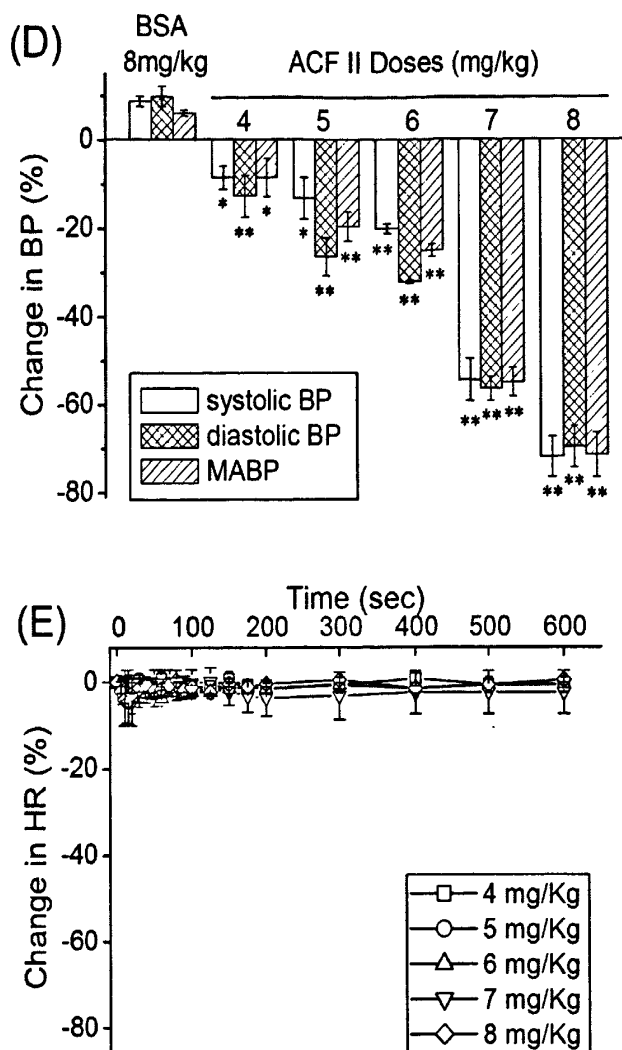 (D)
BSA
8mg/kg
ACF II Doses (mg/kg)
4 5 6 7 8
0
-20
-40
-60
-80
Change in BP (%)
* ** * * ** ** ** ** ** ** ** ** ** ** **
systolic BP
diastolic BP
MABP
(E)
Time (sec)
0 100 200 300 400 500 600
0
-20
-40
-60
-80
Change in HR (%)
4 mg/Kg
5 mg/Kg
6 mg/Kg
7 mg/Kg
8 mg/Kg